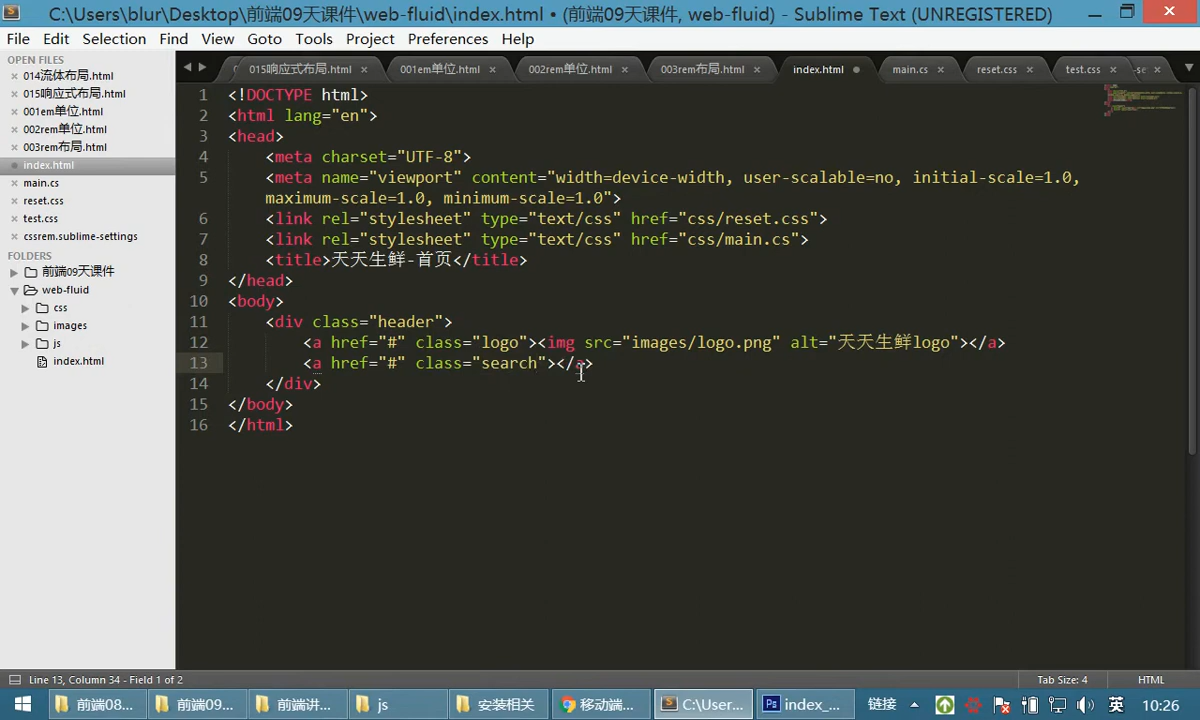 C:\Users\blur\Desktop\前端09天课件\web-fluid\index.html • (前端09天课件, web-fluid) - Sublime Text (UNREGISTERED)
File Edit Selection Find View Goto Tools Project Preferences Help
OPEN FILES
014流体布局.html
015响应式布局.html
001em单位.html
002rem单位.html
003rem布局.html
index.html
main.cs
reset.css
test.css
cssrem.sublime-settings
FOLDERS
前端09天课件
web-fluid
css
images
js
index.html
015响应式布局.html 001em单位.html 002rem单位.html 003rem布局.html index.html main.cs reset.css test.css -se
1 <!DOCTYPE html>
2 <html lang="en">
3 <head>
4 <meta charset="UTF-8">
5 <meta name="viewport" content="width=device-width, user-scalable=no, initial-scale=1.0,
maximum-scale=1.0, minimum-scale=1.0">
6 <link rel="stylesheet" type="text/css" href="css/reset.css">
7 <link rel="stylesheet" type="text/css" href="css/main.cs">
8 <title>天天生鲜-首页</title>
9 </head>
10 <body>
11 <div class="header">
12 <a href="#" class="logo"><img src="images/logo.png" alt="天天生鲜logo"></a>
13 <a href="#" class="search"></a>
14 </div>
15 </body>
16 </html>
Line 13, Column 34 - Field 1 of 2 Tab Size: 4 HTML
前端08... 前端09... 前端讲... js 安装相关 移动端... C:\User... index_... 链接 英 10:26